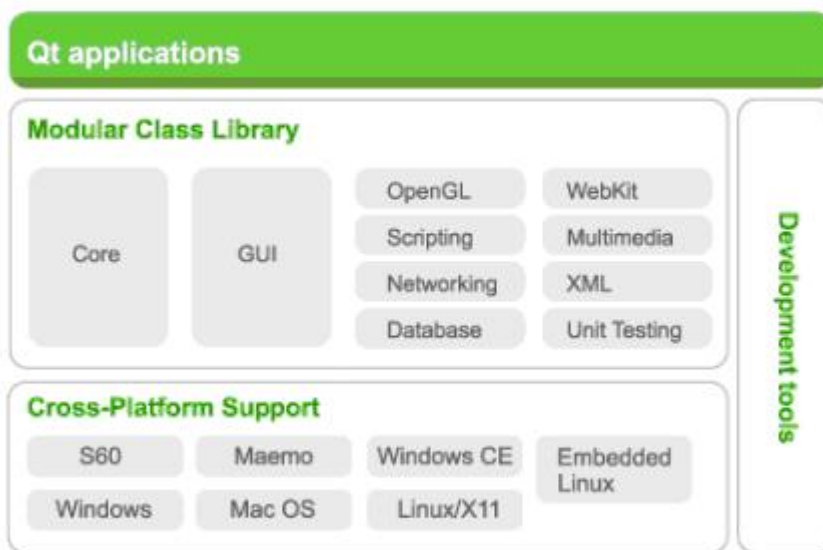 Qt applications
Modular Class Library
Core
GUI
OpenGL
WebKit
Scripting
Multimedia
Networking
XML
Database
Unit Testing
Development tools
Cross-Platform Support
S60
Maemo
Windows CE
Embedded
Linux
Windows
Mac OS
Linux/X11